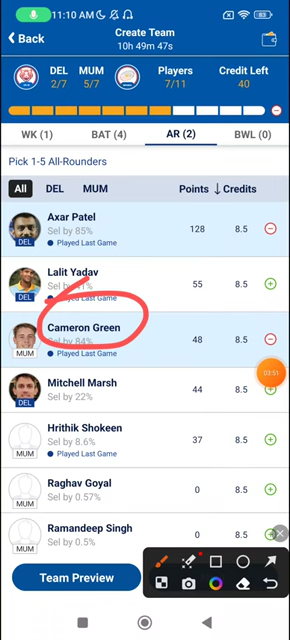 11:10 AM
83
Back
Create Team
10h 49m 47s
DEL
2/7
MUM
5/7
Players
7/11
Credit Left
40
WK (1)
BAT (4)
AR (2)
BWL (0)
Pick 1-5 All-Rounders
All
DEL
MUM
Points
Credits
Axar Patel
Sel by 85%
Played Last Game
DEL
128
8.5
Lalit Yadav
Sel by
Played Last Game
DEL
55
8.5
Cameron Green
Sel by 84%
Played Last Game
MUM
48
8.5
03:51
Mitchell Marsh
Sel by 22%
DEL
44
8.5
Hrithik Shokeen
Sel by 8.6%
Played Last Game
MUM
37
8.5
Raghav Goyal
Sel by 0.57%
MUM
0
8.5
Ramandeep Singh
Sel by 0.5%
MUM
0
8.5
Team Preview